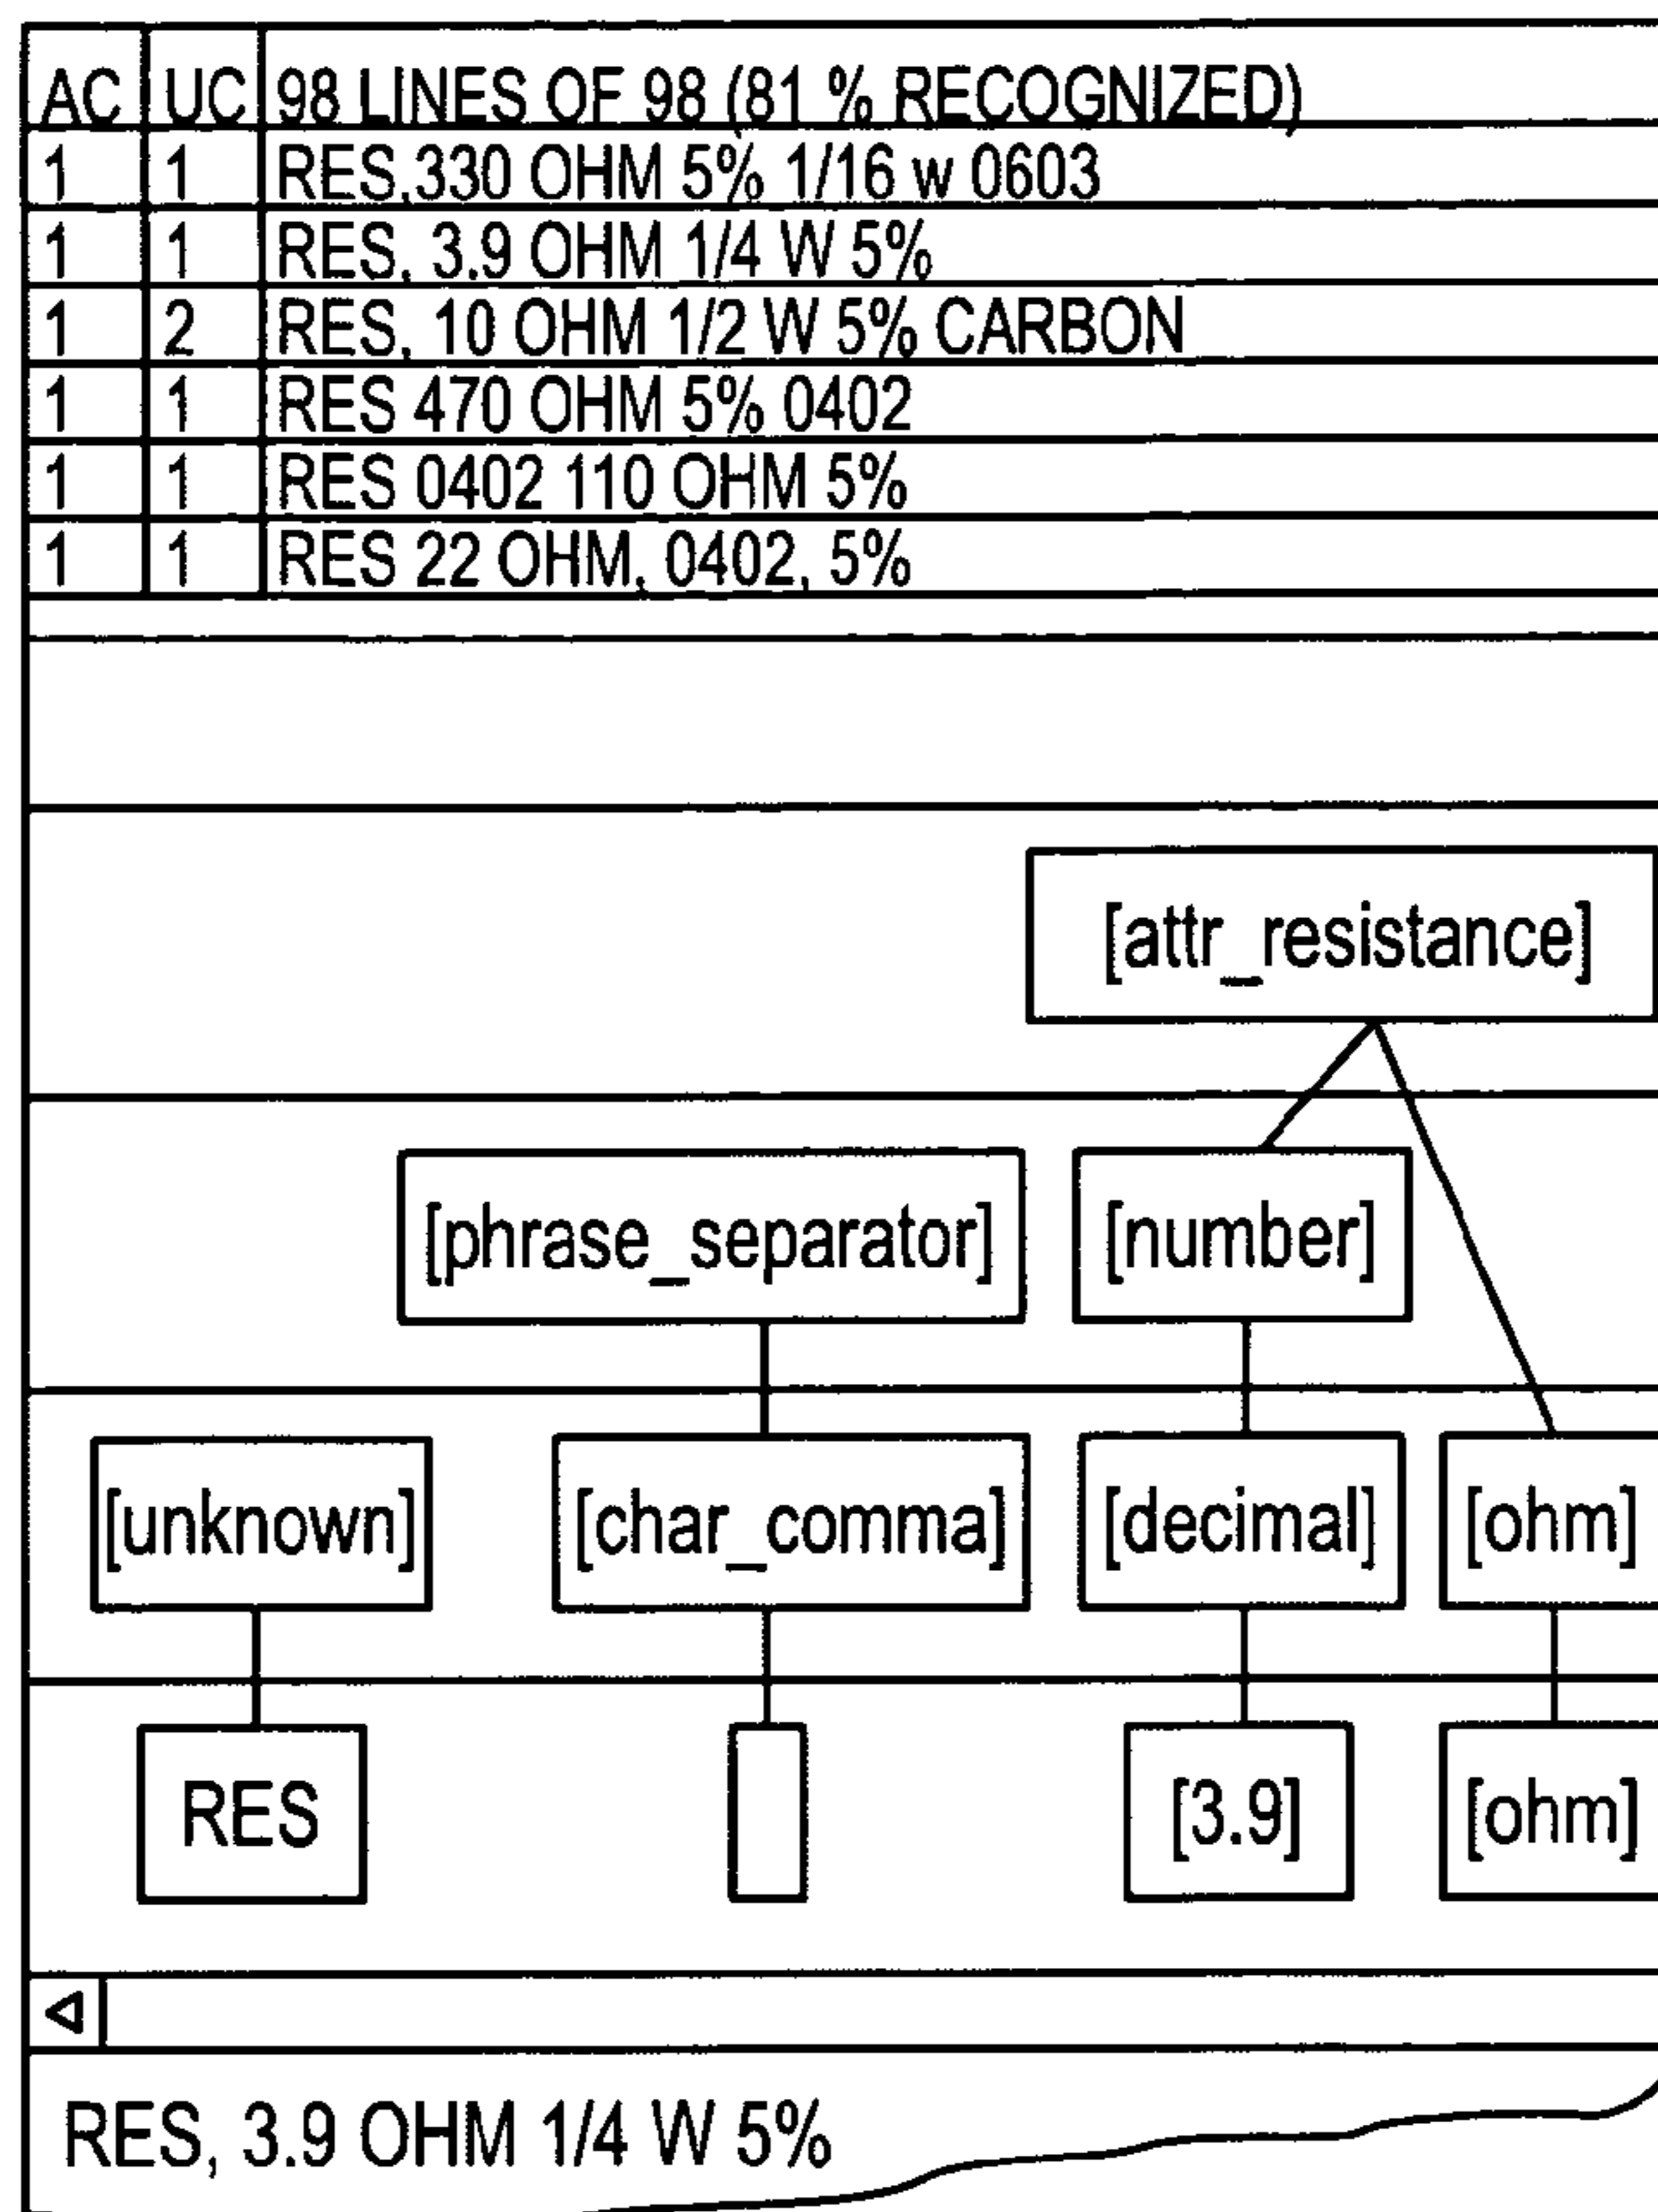 AC UC 98 LINES OF 98 (81 % RECOGNIZED)
1 1 RES,330 OHM 5% 1/16 w 0603
1 1 RES, 3.9 OHM 1/4 W 5%
1 2 RES, 10 OHM 1/2 W 5% CARBON
1 1 RES 470 OHM 5% 0402
1 1 RES 0402 110 OHM 5%
1 1 RES 22 OHM, 0402, 5%
[attr_resistance]
[phrase_separator] [number]
[unknown] [char_comma] [decimal] [ohm]
RES [3.9] [ohm]
RES, 3.9 OHM 1/4 W 5%